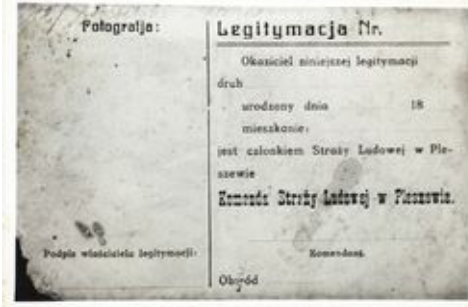 Fotografja:
Legitymacja Nr.
Okaziciel niniejszej legitymacji
druh
urodzony dnia 18
mieszkanie:
jest członkiem Straży Ludowej w Ple-
szewie
Komenda Straży Ludowej w Pleszewie.
Podpis właściciela legitymacji:
Komendant.
Obwód